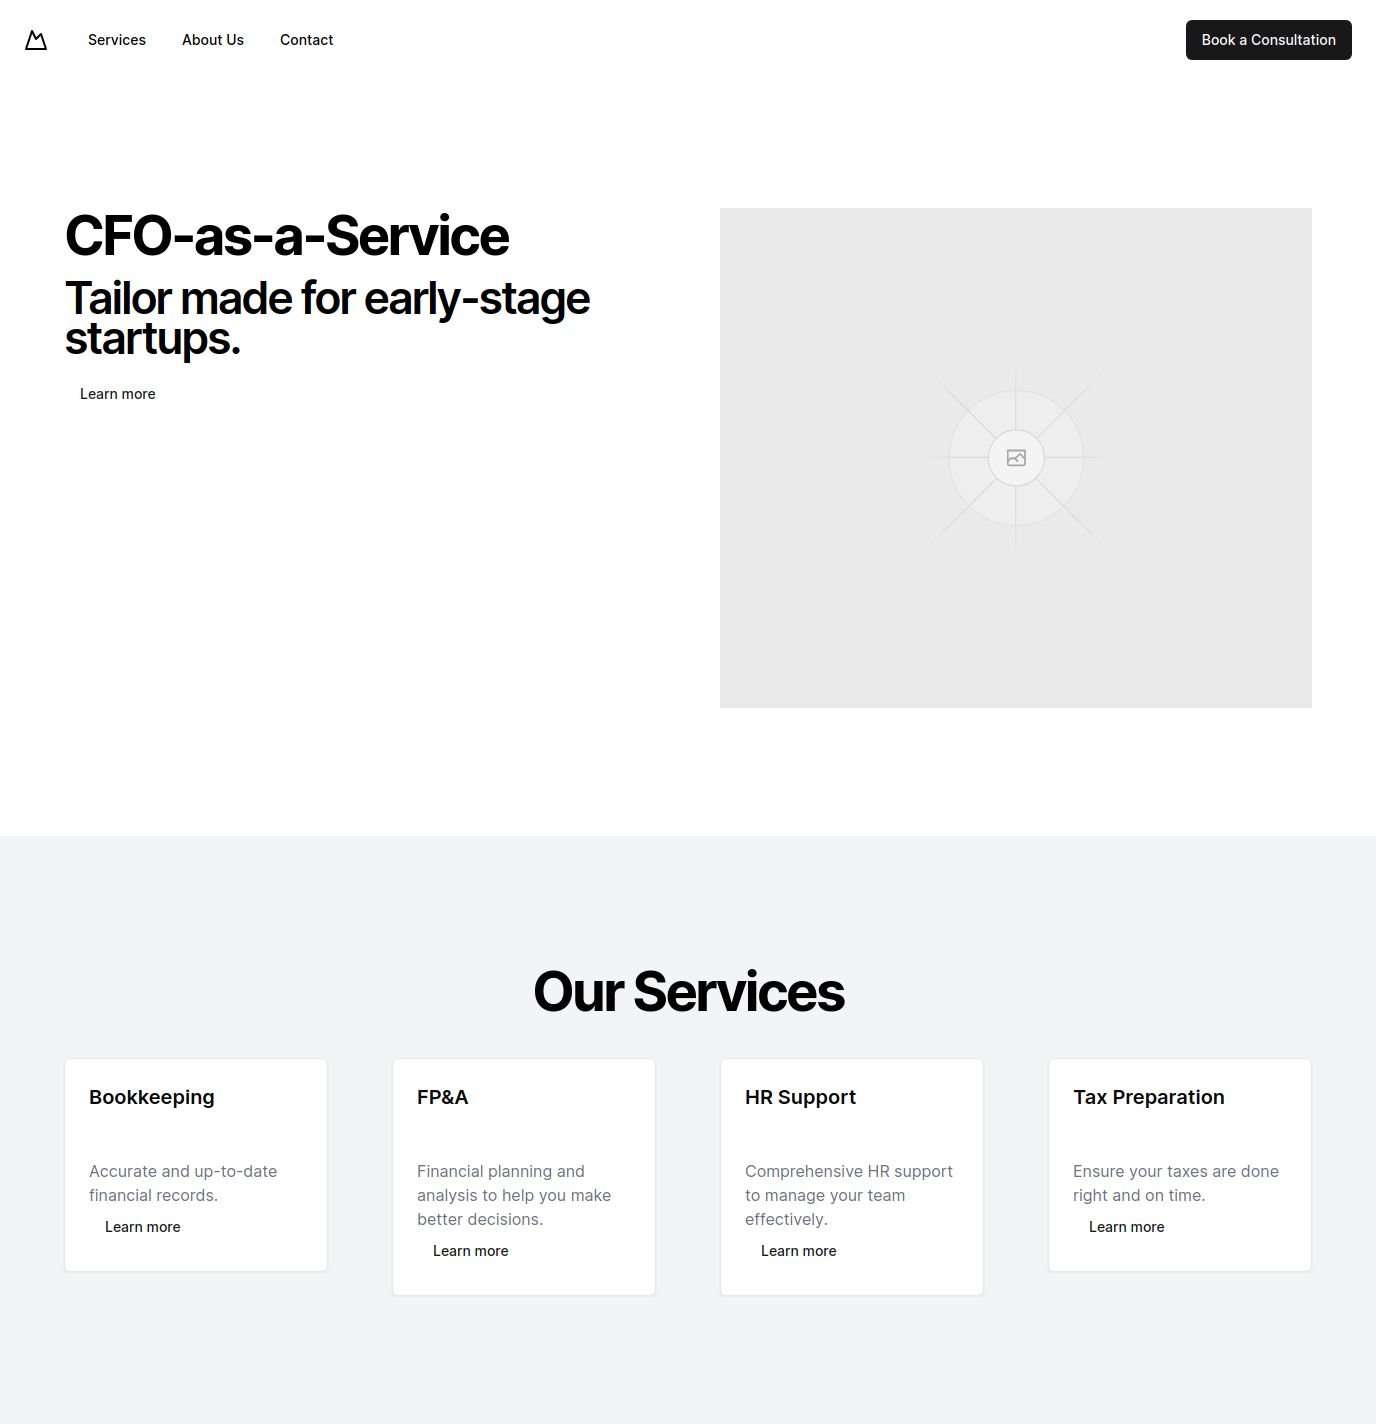 Services
About Us
Contact
Book a Consultation
CFO-as-a-Service
Tailor made for early-stage
startups.
Learn more
Our Services
Bookkeeping
Accurate and up-to-date
financial records.
Learn more
FP&A
Financial planning and
analysis to help you make
better decisions.
Learn more
HR Support
Comprehensive HR support
to manage your team
effectively.
Learn more
Tax Preparation
Ensure your taxes are done
right and on time.
Learn more